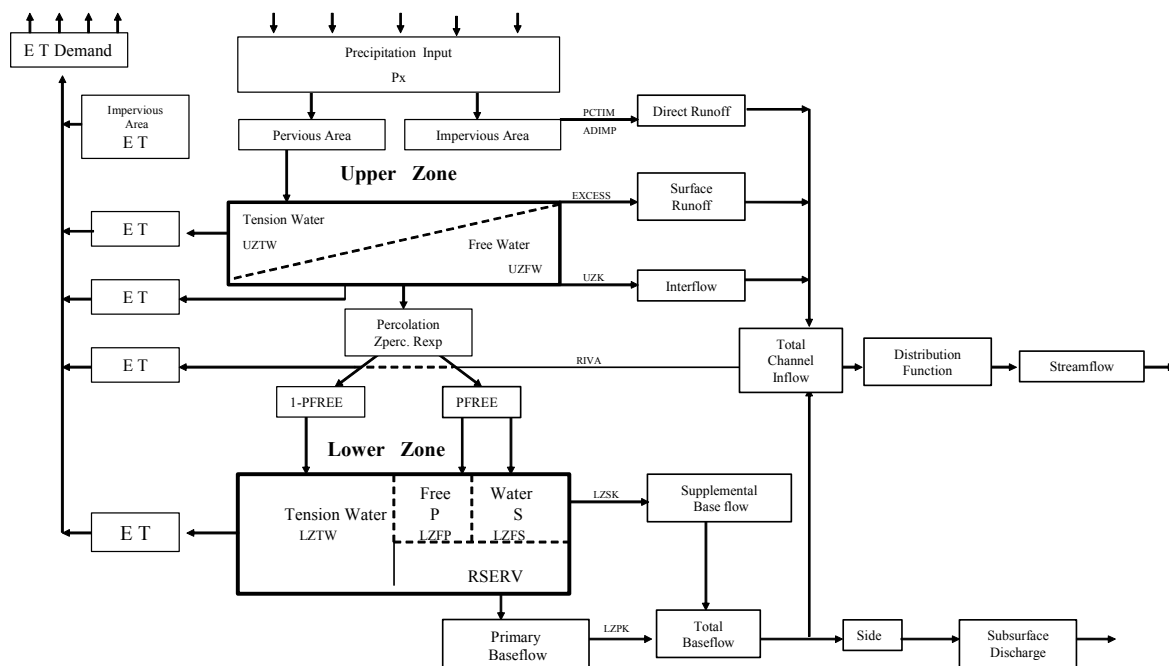 E T Demand
Precipitation Input
Px
Impervious
Area
E T
Pervious Area
Impervious Area
PCTIM
ADIMP
Direct Runoff
Upper Zone
Tension Water
UZTW
Free Water
UZFW
EXCESS
Surface
Runoff
E T
UZK
Interflow
E T
Percolation
Zperc. Rexp
E T
RIVA
Total
Channel
Inflow
Distribution
Function
Streamflow
1-PFREE
PFREE
Lower Zone
Tension Water
LZTW
Free
P
LZFP
Water
S
LZFS
RSERV
LZSK
Supplemental
Base flow
E T
Primary
Baseflow
LZPK
Total
Baseflow
Side
Subsurface
Discharge